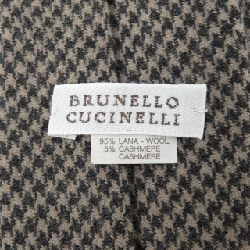 BRUNELLO
CUCINELLI
95% LANA - WOOL
5% CASHMERE
CASHMERE